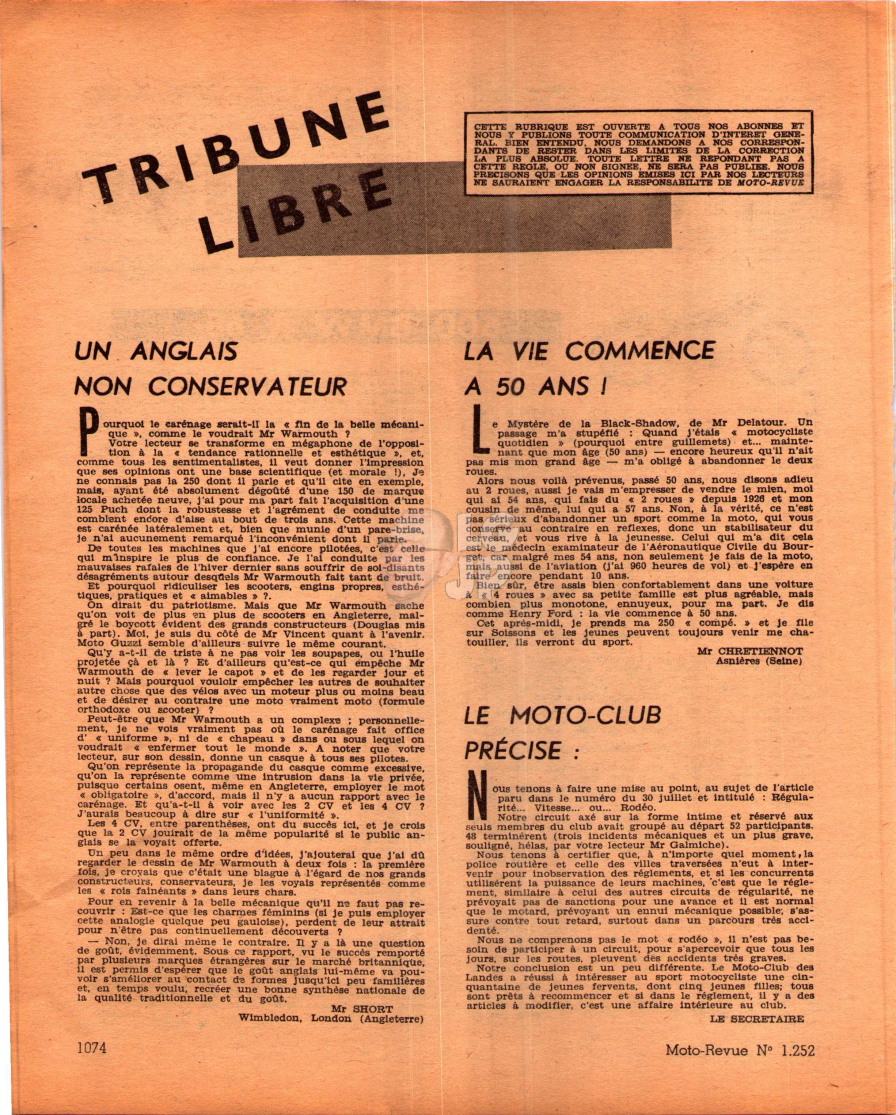 TRIBUNE
LIBRE
CETTE RUBRIQUE EST OUVERTE A TOUS NOS ABONNES ET
NOUS Y PUBLIONS TOUTE COMMUNICATION D'INTERET GENE-
RAL. BIEN ENTENDU, NOUS DEMANDONS A NOS CORRESPON-
DANTS DE RESTER DANS LES LIMITES DE LA CORRECTION
LA PLUS ABSOLUE. TOUTE LETTRE NE REPONDANT PAS A
CETTE REGLE, OU NON SIGNEE, NE SERA PAS PUBLIEE. NOUS
PRECISONS QUE LES OPINIONS EMISES ICI PAR NOS LECTEURS
NE SAURAIENT ENGAGER LA RESPONSABILITE DE MOTO-REVUE
UN ANGLAIS
NON CONSERVATEUR
Pourquoi le carénage serait-il la « fin de la belle mécani-
que », comme le voudrait Mr Warmouth ?
Votre lecteur se transforme en mégaphone de l'opposi-
tion à la « tendance rationnelle et esthétique », et,
comme tous les sentimentalistes, il veut donner l'impression
que ses opinions ont une base scientifique (et morale !), Je
ne connais pas la 250 dont il parle et qu'il cite en exemple,
mais, ayant été absolument dégoûté d'une 150 de marque
locale achetée neuve, j'ai pour ma part fait l'acquisition d'une
125 Puch dont la robustesse et l'agrément de conduite me
comblent encore d'aise au bout de trois ans. Cette machine
est carénée latéralement et, bien que munie d'un pare-brise,
je n'ai aucunement remarqué l'inconvénient dont il parle.
De toutes les machines que j'ai encore pilotées, c'est celle
qui m'inspire le plus de confiance. Je l'ai conduite par les
mauvaises rafales de l'hiver dernier sans souffrir de soi-disants
désagréments autour desquels Mr Warmouth fait tant de bruit.
Et pourquoi ridiculiser les scooters, engins propres, esthé-
tiques, pratiques et « aimables » ?.
On dirait du patriotisme. Mais que Mr Warmouth sache
qu'on voit de plus en plus de scooters en Angleterre, mal-
gré le boycott évident des grands constructeurs (Douglas mis
à part). Moi, je suis du côté de Mr Vincent quant à l'avenir.
Moto Guzzi semble d'ailleurs suivre le même courant.
Qu'y a-t-il de triste à ne pas voir les soupapes, ou l'huile
projetée çà et là ? Et d'ailleurs qu'est-ce qui empêche Mr
Warmouth de « lever le capot » et de les regarder jour et
nuit ? Mais pourquoi vouloir empêcher les autres de souhaiter
autre chose que des vélos avec un moteur plus ou moins beau
et de désirer au contraire une moto vraiment moto (formule
orthodoxe ou scooter) ?
Peut-être que Mr Warmouth a un complexe ; personnelle-
ment, je ne vois vraiment pas où le carénage fait office
d' « uniforme », ni de « chapeau » dans ou sous lequel on
voudrait « enfermer tout le monde ». A noter que votre
lecteur, sur son dessin, donne un casque à tous ses pilotes.
Qu'on représente la propagande du casque comme excessive,
qu'on la représente comme une intrusion dans la vie privée,
puisque certains osent, même en Angleterre, employer le mot
« obligatoire », d'accord, mais il n'y a aucun rapport avec le
carénage. Et qu'a-t-il à voir avec les 2 CV et les 4 CV ?
J'aurais beaucoup à dire sur « l'uniformité ».
Les 4 CV, entre parenthèses, ont du succès ici, et je crois
que la 2 CV jouirait de la même popularité si le public an-
glais se la voyait offerte.
Un peu dans le même ordre d'idées, j'ajouterai que j'ai dû
regarder le dessin de Mr Warmouth à deux fois : la première
fois, je croyais que c'était une blague à l'égard de nos grands
constructeurs, conservateurs, je les voyais représentés comme
les « rois fainéants » dans leurs chars.
Pour en revenir à la belle mécanique qu'il ne faut pas re-
couvrir : Est-ce que les charmes féminins (si je puis employer
cette analogie quelque peu gauloise), perdent de leur attrait
pour n'être pas continuellement découverts ?
— Non, je dirai même le contraire. Il y a là une question
de goût, évidemment. Sous ce rapport, vu le succès remporté
par plusieurs marques étrangères sur le marché britannique,
il est permis d'espérer que le goût anglais lui-même va pou-
voir s'améliorer au contact de formes jusqu'ici peu familières
et, en temps voulu, recréer une bonne synthèse nationale de
la qualité traditionnelle et du goût.
Mr SHORT
Wimbledon, London (Angleterre)
LA VIE COMMENCE
A 50 ANS !
Le Mystère de la Black-Shadow, de Mr Delatour. Un
passage m'a stupéfié : Quand j'étais « motocycliste
quotidien » (pourquoi entre guillemets) et... mainte-
nant que mon âge (50 ans) — encore heureux qu'il n'ait
pas mis mon grand âge — m'a obligé à abandonner le deux
roues.
Alors nous voilà prévenus, passé 50 ans, nous disons adieu
au 2 roues, aussi je vais m'empresser de vendre le mien, moi
qui ai 54 ans, qui fais du « 2 roues » depuis 1926 et mon
cousin de même, lui qui a 57 ans. Non, à la vérité, ce n'est
pas sérieux d'abandonner un sport comme la moto, qui vous
conserve au contraire en reflexes, donc un stabilisateur du
cerveau, et vous rive à la jeunesse. Celui qui m'a dit cela
est le médecin examinateur de l'Aéronautique Civile du Bour-
get, car malgré mes 54 ans, non seulement je fais de la moto,
mais aussi de l'aviation (j'ai 960 heures de vol) et j'espère en
faire encore pendant 10 ans.
Bien sûr, être assis bien confortablement dans une voiture
à « 4 roues » avec sa petite famille est plus agréable, mais
combien plus monotone, ennuyeux, pour ma part. Je dis
comme Henry Ford : la vie commence à 50 ans.
Cet après-midi, je prends ma 250 « compé. » et je file
sur Soissons et les jeunes peuvent toujours venir me cha-
touiller, ils verront du sport.
Mr CHRETIENNOT
Asnières (Seine)
LE MOTO-CLUB
PRÉCISE :
Nous tenons à faire une mise au point, au sujet de l'article
paru dans le numéro du 30 juillet et intitulé : Régula-
rité... Vitesse... ou... Rodéo.
Notre circuit axé sur la forme intime et réservé aux
seuls membres du club avait groupé au départ 52 participants.
48 terminèrent (trois incidents mécaniques et un plus grave,
souligné, hélas, par votre lecteur Mr Galmiche).
Nous tenons à certifier que, à n'importe quel moment, la
police routière et celle des villes traversées n'eut à inter-
venir pour inobservation des règlements, et si les concurrents
utilisent la puissance de leurs machines, c'est que le règle-
ment, similaire à celui des autres circuits de régularité, ne
prévoyait pas de sanctions pour une avance et il est normal
que le motard, prévoyant un ennui mécanique possible, s'as-
sure contre tout retard, surtout dans un parcours très acci-
denté.
Nous ne comprenons pas le mot « rodéo », il n'est pas be-
soin de participer à un circuit, pour s'apercevoir que tous les
jours, sur les routes, pleuvent des accidents très graves.
Notre conclusion est un peu différente. Le Moto-Club des
Landes a réussi à intéresser au sport motocycliste une cin-
quantaine de jeunes fervents, dont cinq jeunes filles; tous
sont prêts à recommencer et si dans le règlement, il y a des
articles à modifier, c'est une affaire intérieure au club.
LE SECRETAIRE
1074
Moto-Revue N° 1.252